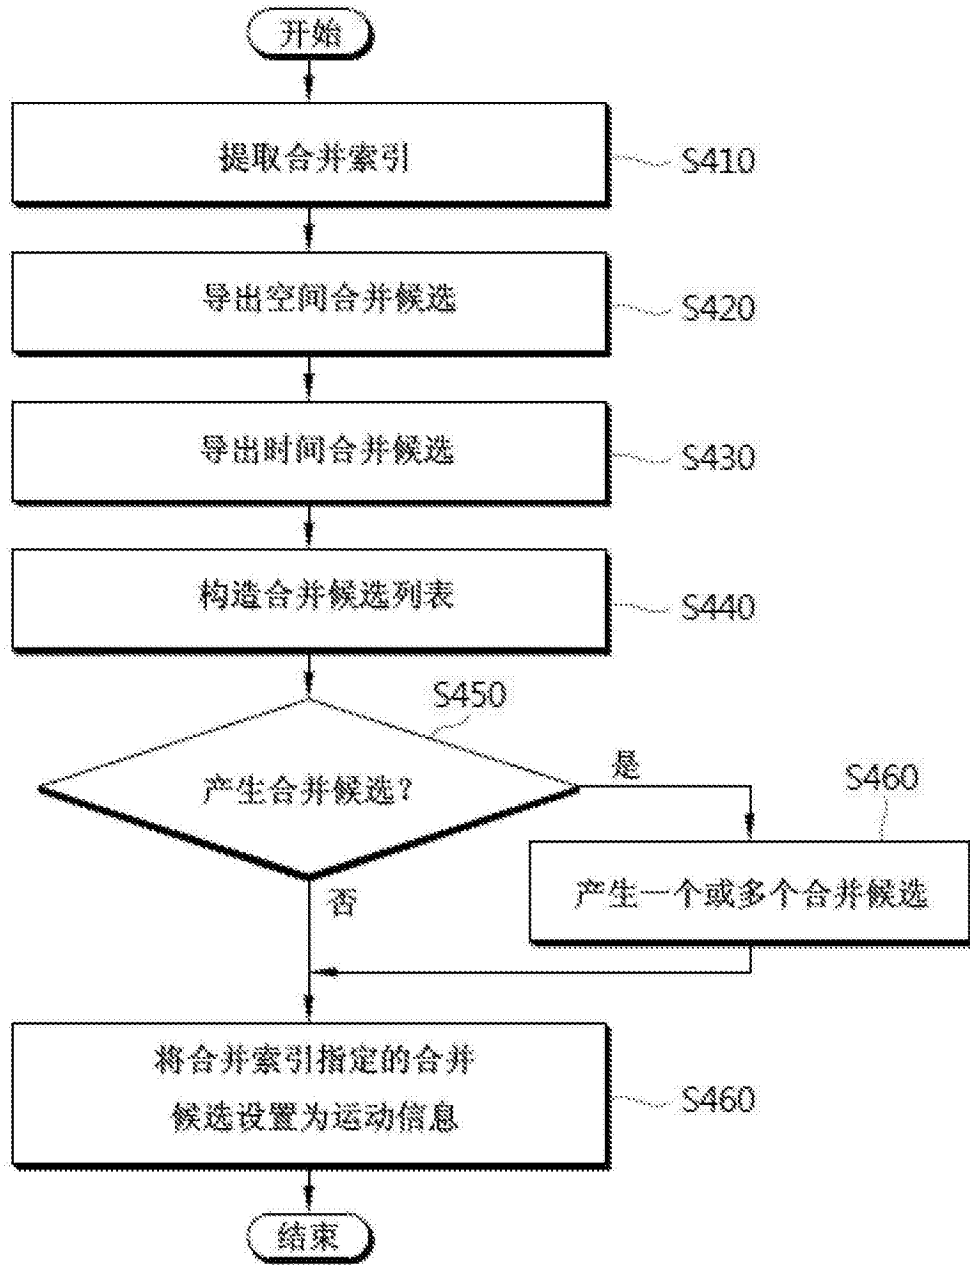 开始
提取合并索引
S410
导出空间合并候选
S420
导出时间合并候选
S430
构造合并候选列表
S440
S450
产生合并候选?
是
S460
产生一个或多个合并候选
否
将合并索引指定的合并
候选设置为运动信息
S460
结束